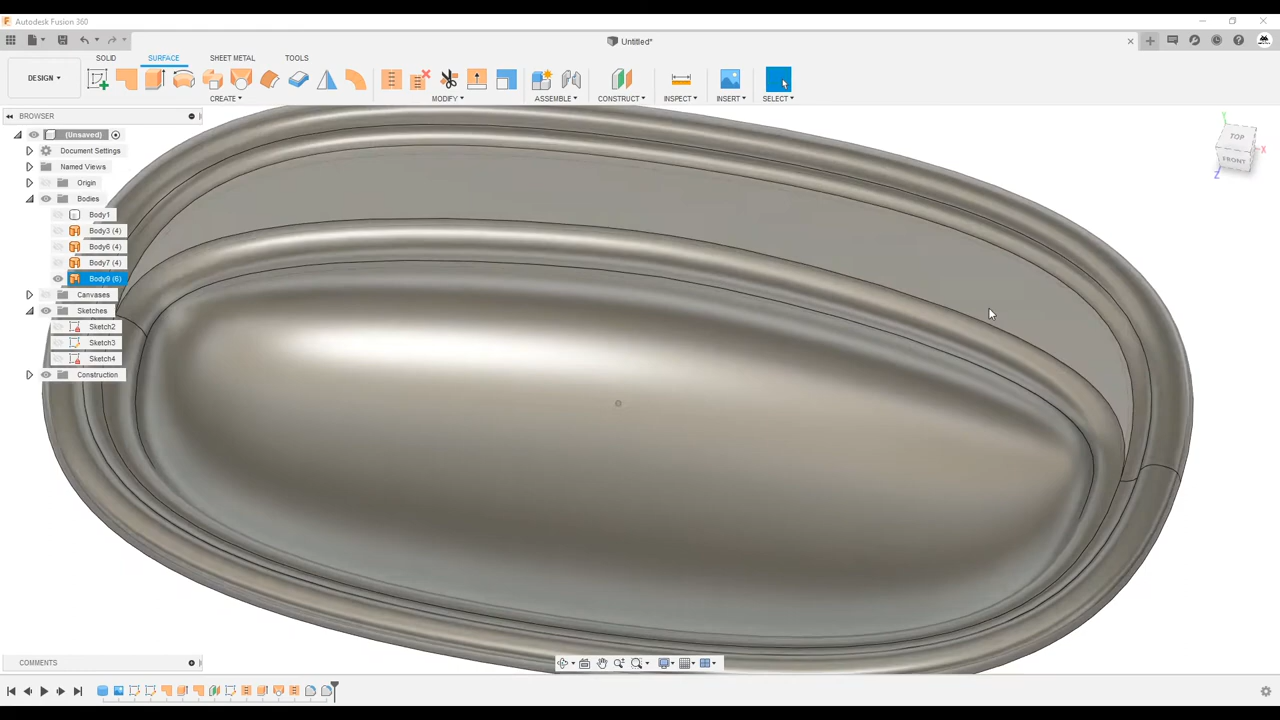 Autodesk Fusion 360
Untitled*
DESIGN
SOLID
SURFACE
SHEET METAL
TOOLS
CREATE
MODIFY
ASSEMBLE
CONSTRUCT
INSPECT
INSERT
SELECT
BROWSER
(Unsaved)
Document Settings
Named Views
Origin
Bodies
Body1
Body3 (4)
Body6 (4)
Body7 (4)
Body9 (6)
Canvases
Sketches
Sketch2
Sketch3
Sketch4
Construction
Y
TOP
X
FRONT
Z
COMMENTS